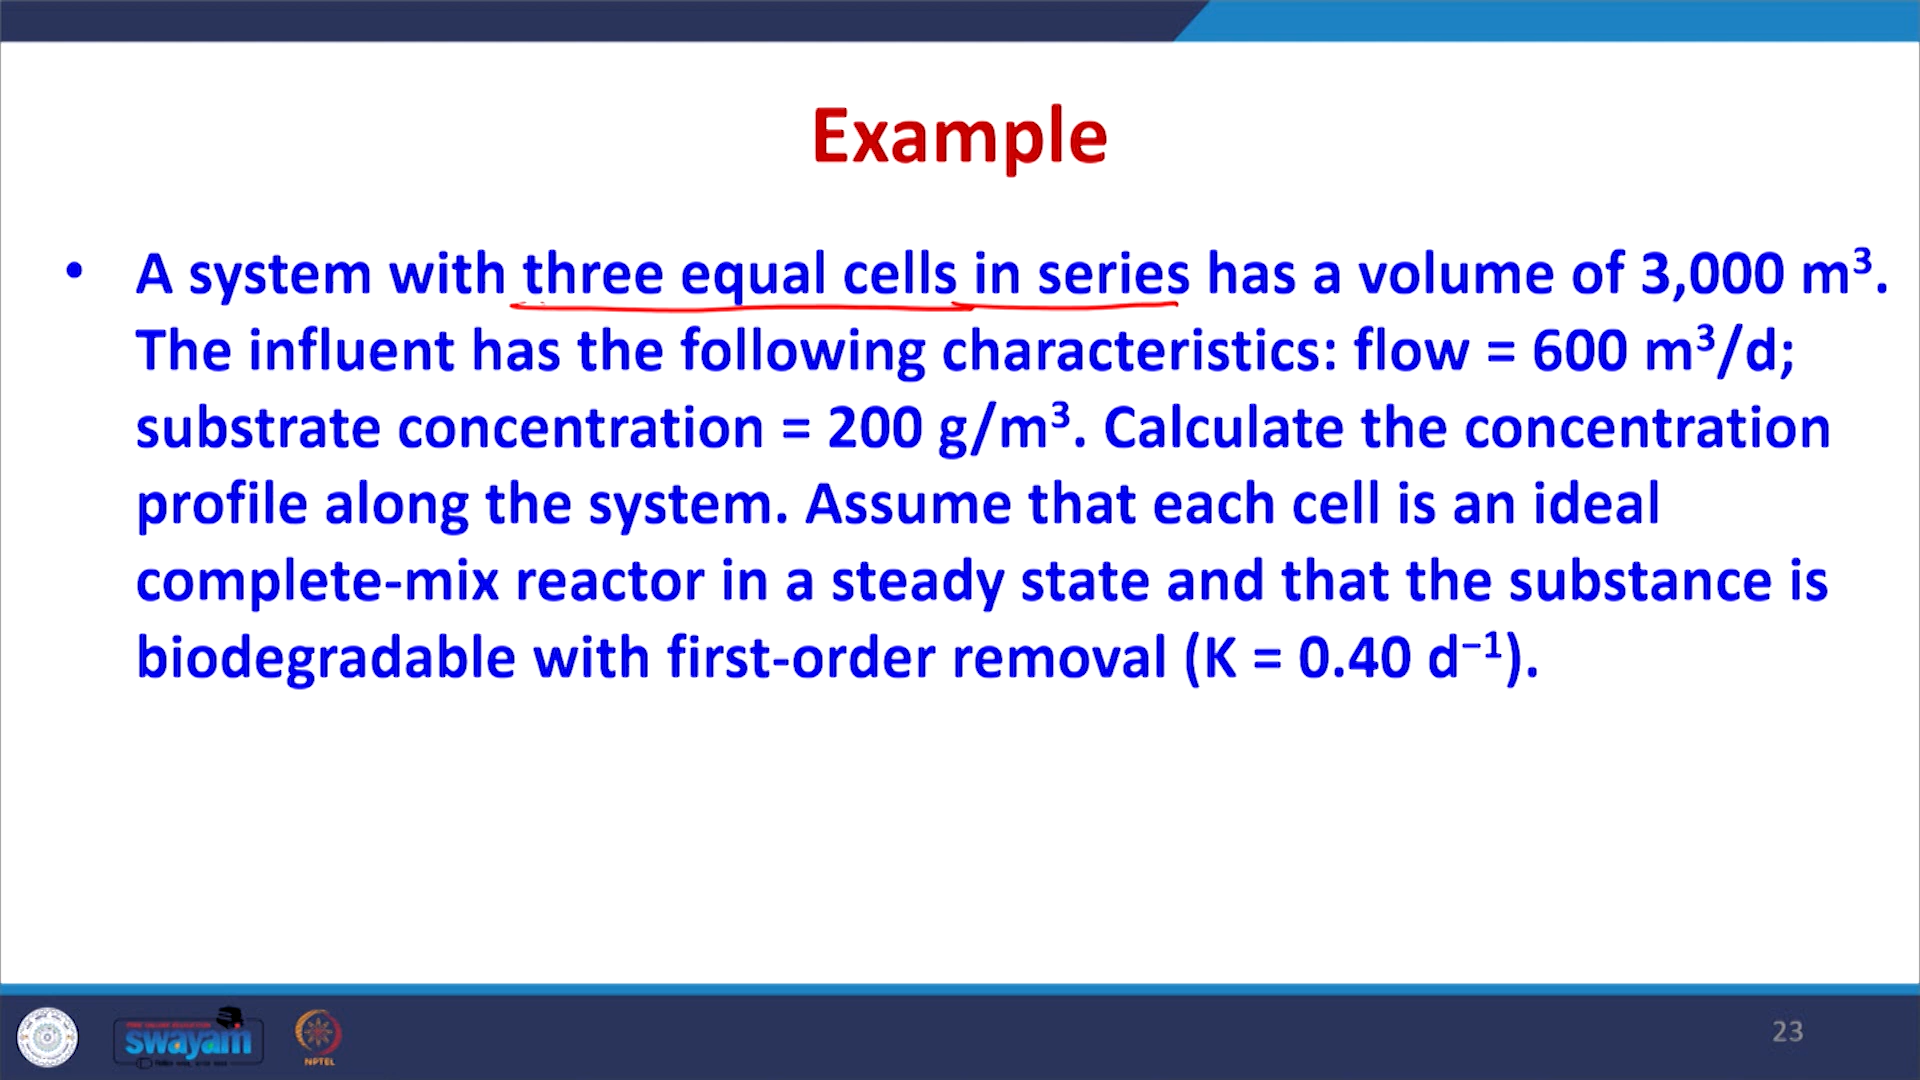 Example
• A system with three equal cells in series has a volume of 3,000 m³.
The influent has the following characteristics: flow = 600 m³/d;
substrate concentration = 200 g/m³. Calculate the concentration
profile along the system. Assume that each cell is an ideal
complete-mix reactor in a steady state and that the substance is
biodegradable with first-order removal (K = 0.40 d⁻¹).
swayam
NPTEL
23